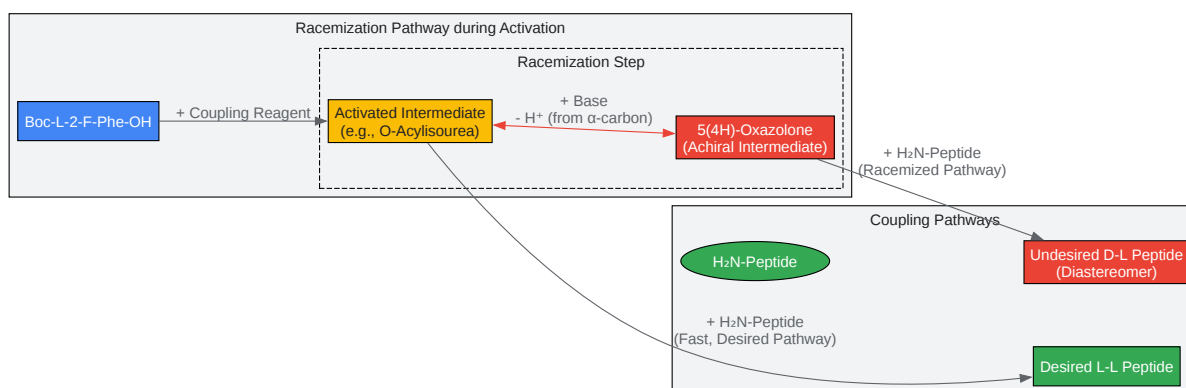 Racemization Pathway during Activation
Racemization Step
Boc-L-2-F-Phe-OH
+ Coupling Reagent
Activated Intermediate
(e.g., O-Acylisourea)
+ Base
- H⁺ (from α-carbon)
5(4H)-Oxazolone
(Achiral Intermediate)
+ H₂N-Peptide
(Racemized Pathway)
Coupling Pathways
H₂N-Peptide
Undesired D-L Peptide
(Diastereomer)
+ H₂N-Peptide
(Fast, Desired Pathway)
Desired L-L Peptide